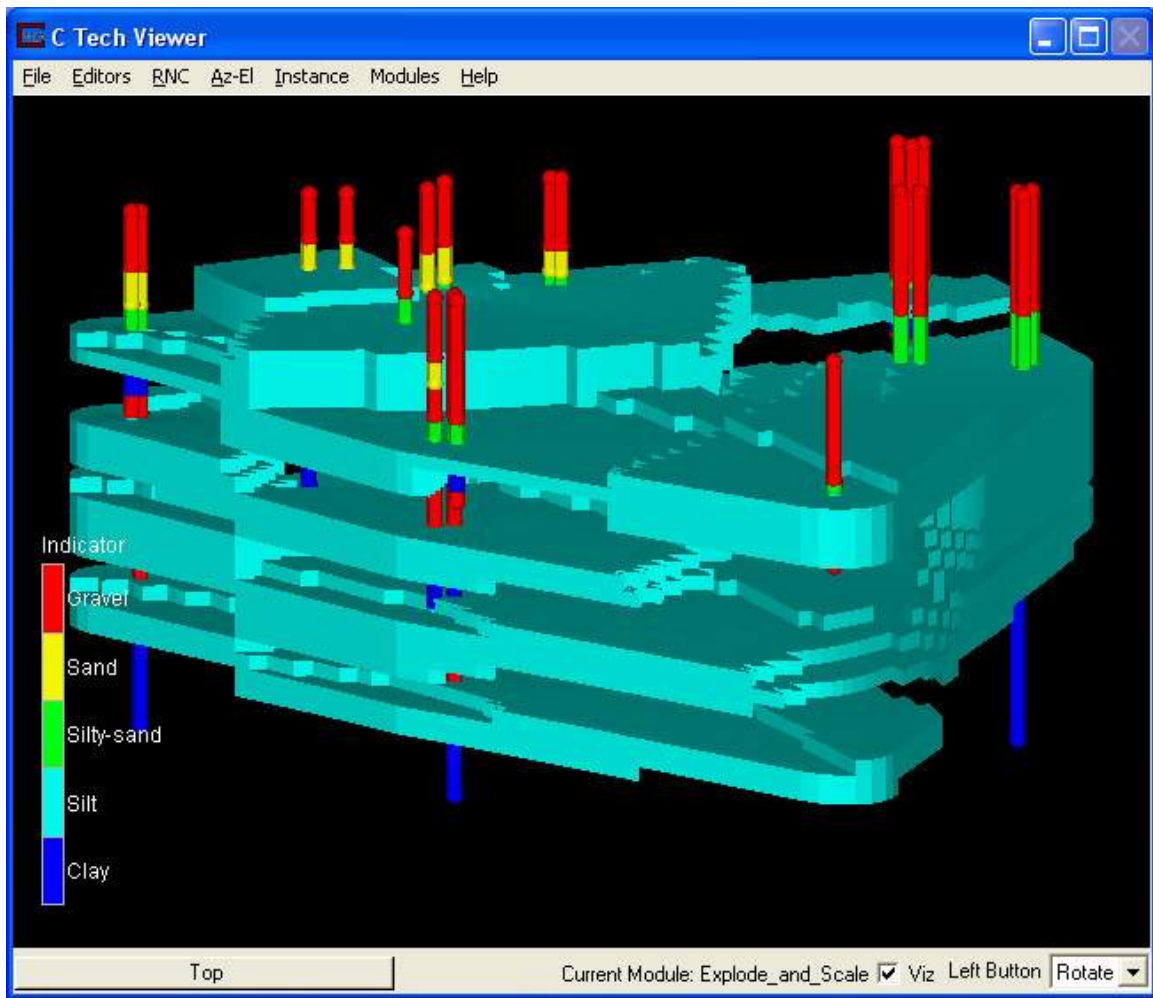 C Tech Viewer
File Editors RNC Az-El Instance Modules Help
Indicator
Gravel
Sand
Silty-sand
Silt
Clay
Top Current Module: Explode_and_Scale Viz Left Button Rotate